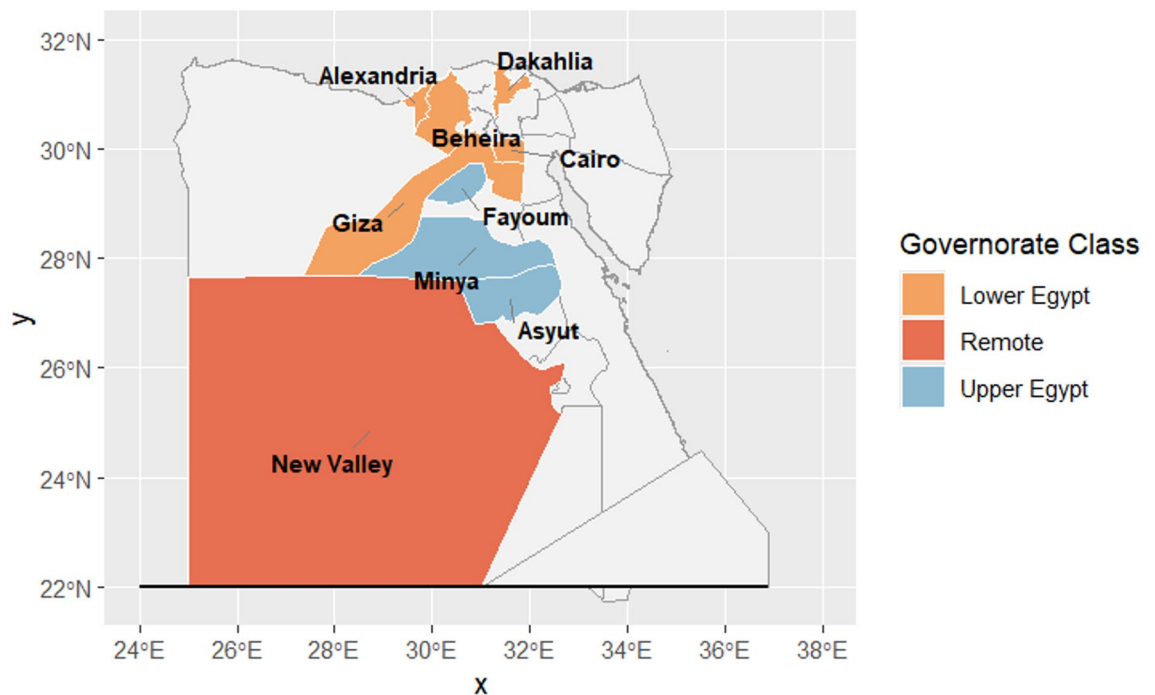 32°N
30°N
28°N
26°N
24°N
22°N
y
Alexandria
Dakahlia
Beheira
Cairo
Giza
Fayoum
Minya
Asyut
New Valley
24°E 26°E 28°E 30°E 32°E 34°E 36°E 38°E
x
Governorate Class
Lower Egypt
Remote
Upper Egypt